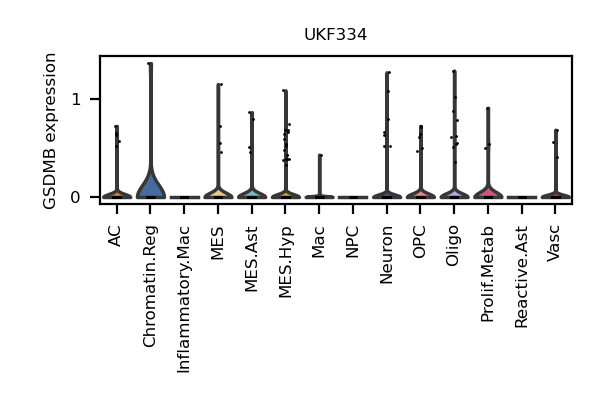 UKF334
GSDMB expression
1
0
AC
Chromatin.Reg
Inflammatory.Mac
MES
MES.Ast
MES.Hyp
Mac
NPC
Neuron
OPC
Oligo
Prolif.Metab
Reactive.Ast
Vasc